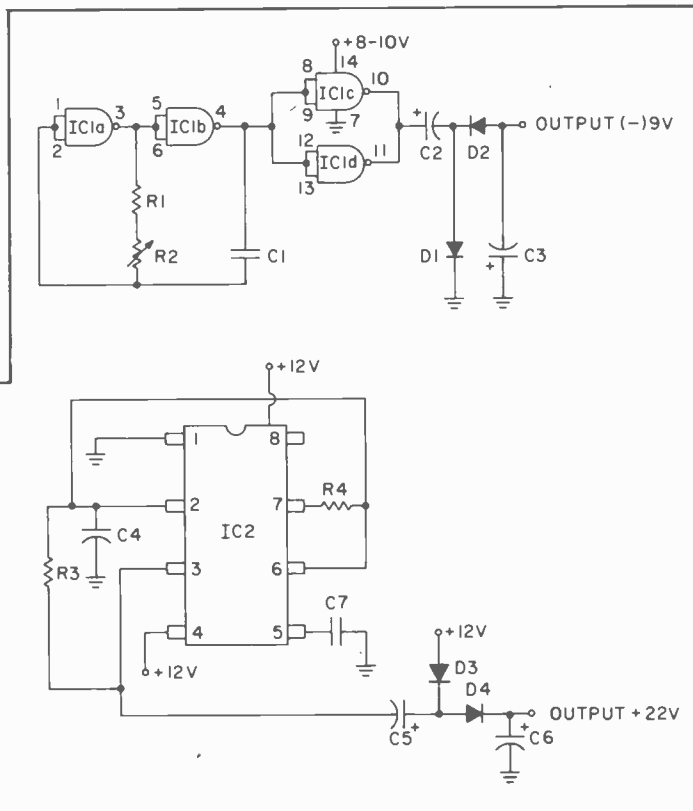 +8-10V
8 14 10
1 3 5 4 IC1c
IC1a IC1b 9 7 + OUTPUT (-) 9V
2 6 12 11 C2 D2
IC1d
13
R1
R2 C1 D1 C3
+
+12V
1 8
2 7 R4
C4 IC2
R3 3 6
C7
4 5 +12V
+12V D3
D4
OUTPUT +22V
C5 + + C6